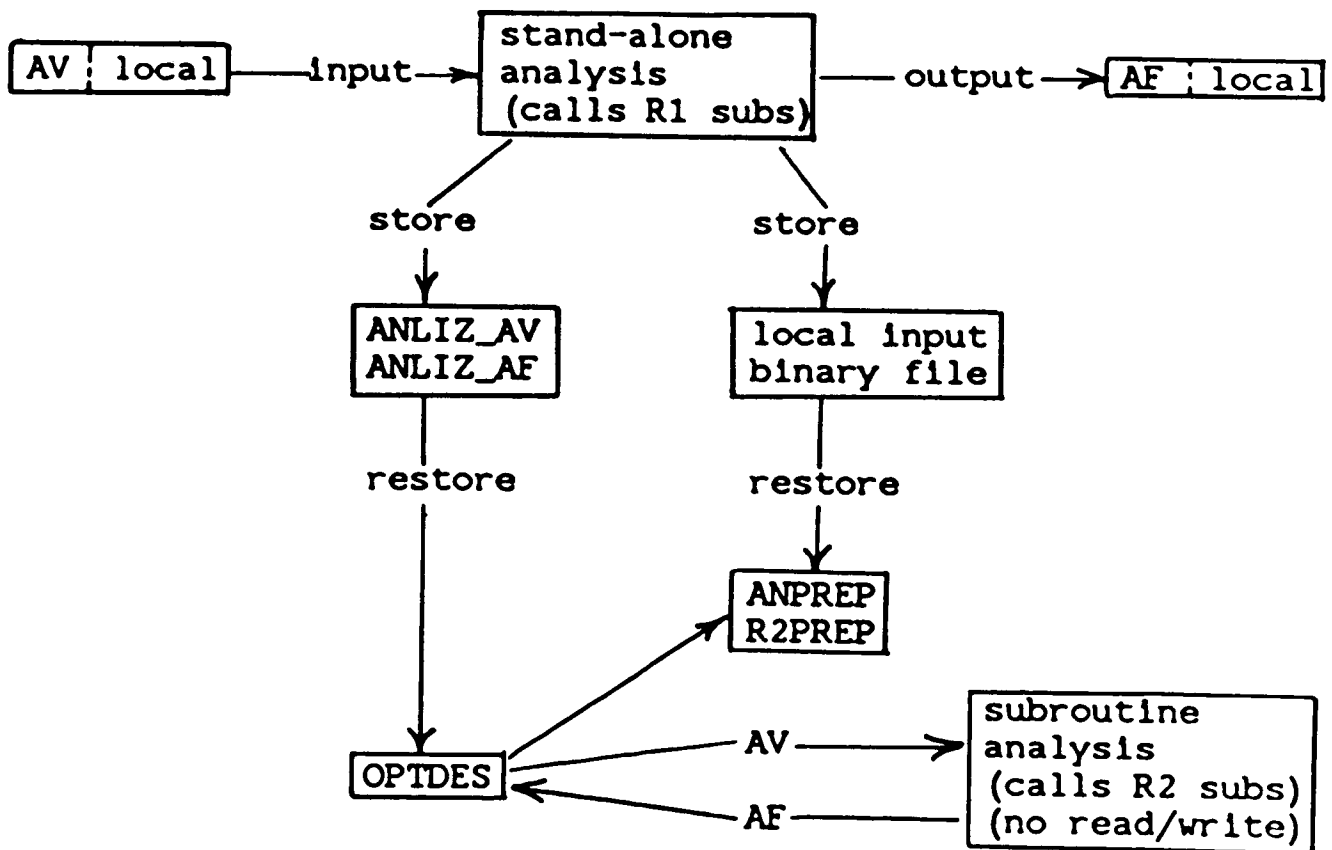 stand-alone
analysis
(calls R1 subs)
AV local
input
output
AF local
store
store
ANLIZ_AV
ANLIZ_AF
local input
binary file
restore
restore
ANPREP
R2PREP
OPTDES
AV
AF
subroutine
analysis
(calls R2 subs)
(no read/write)